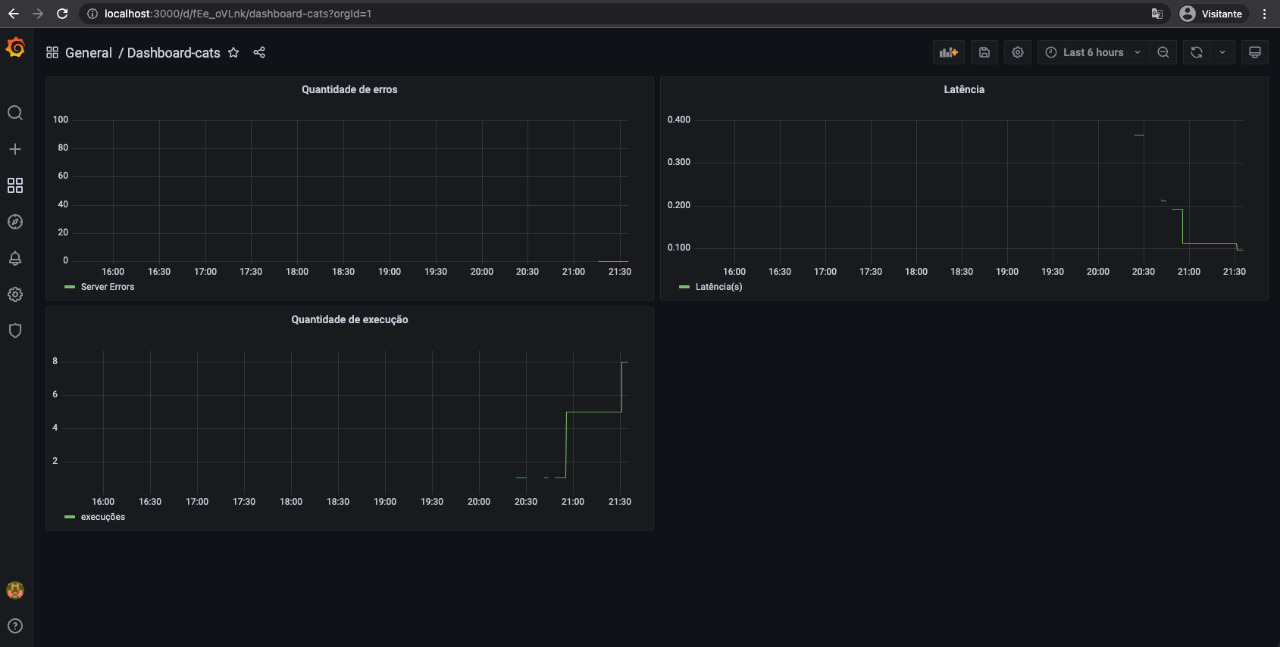 localhost:3000/d/fEe_oVLnk/dashboard-cats?orgId=1
Visitante
General / Dashboard-cats
Last 6 hours
Quantidade de erros
100
80
60
40
20
0
16:00 16:30 17:00 17:30 18:00 18:30 19:00 19:30 20:00 20:30 21:00 21:30
Server Errors
Latência
0.400
0.300
0.200
0.100
16:00 16:30 17:00 17:30 18:00 18:30 19:00 19:30 20:00 20:30 21:00 21:30
Latência(s)
Quantidade de execução
8
6
4
2
16:00 16:30 17:00 17:30 18:00 18:30 19:00 19:30 20:00 20:30 21:00 21:30
execuções